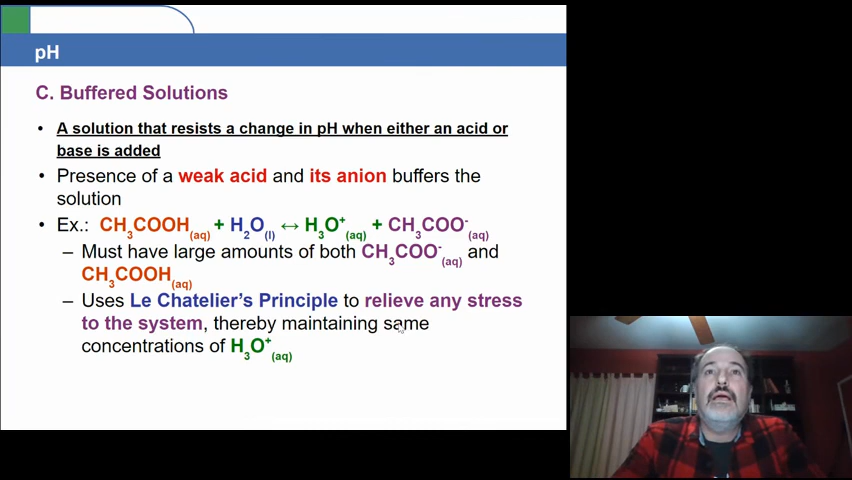 pH
C. Buffered Solutions
• A solution that resists a change in pH when either an acid or
base is added
• Presence of a weak acid and its anion buffers the
solution
• Ex.: CH₃COOH(aq) + H₂O(l) ↔ H₃O⁺(aq) + CH₃COO⁻(aq)
– Must have large amounts of both CH₃COO⁻(aq) and
CH₃COOH(aq)
– Uses Le Chatelier's Principle to relieve any stress
to the system, thereby maintaining same
concentrations of H₃O⁺(aq)